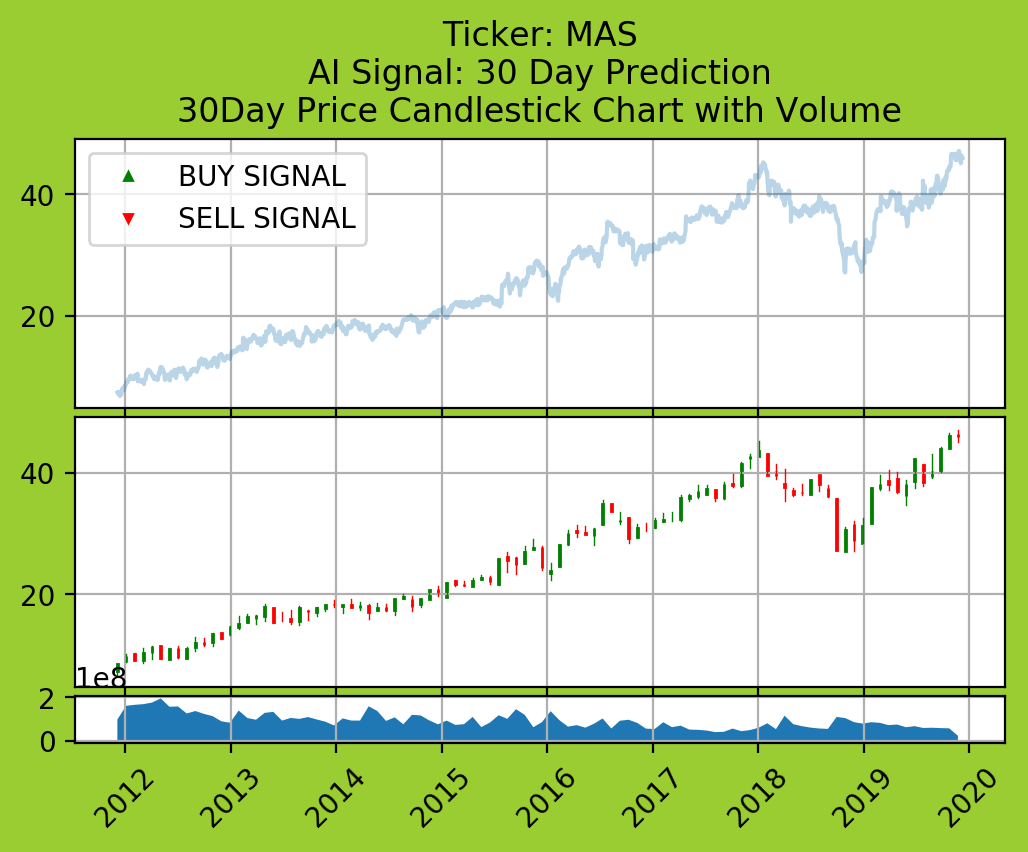 Ticker: MAS
AI Signal: 30 Day Prediction
30Day Price Candlestick Chart with Volume
BUY SIGNAL
SELL SIGNAL
40
20
40
20
1e8
2
0
2012 2013 2014 2015 2016 2017 2018 2019 2020